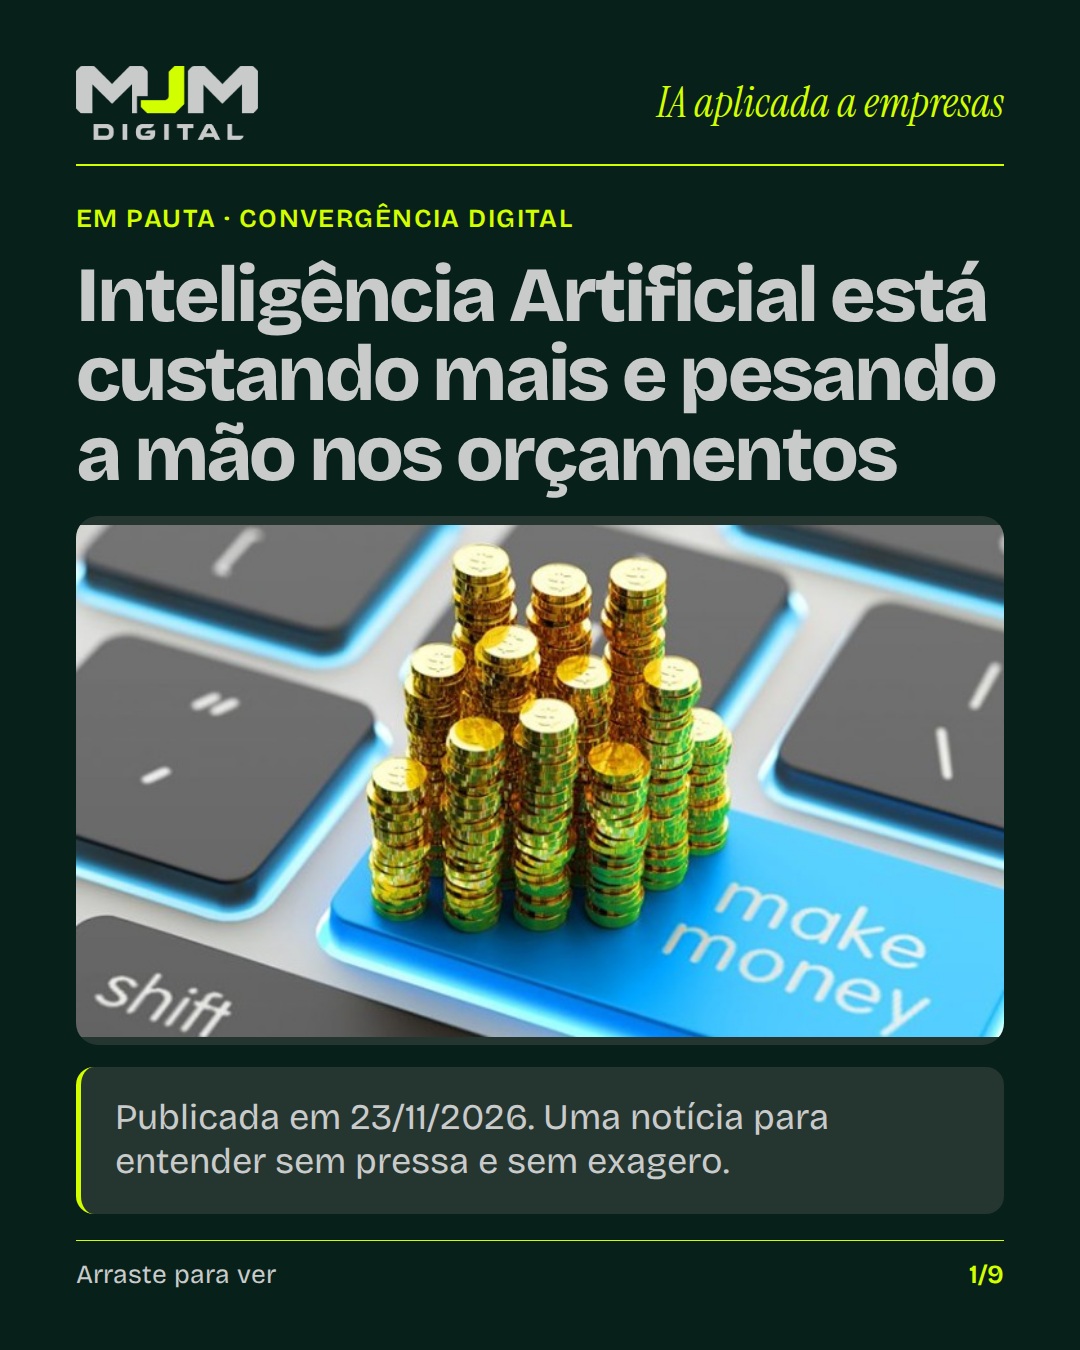 MJM
DIGITAL
IA aplicada a empresas
EM PAUTA · CONVERGÊNCIA DIGITAL
Inteligência Artificial está
custando mais e pesando
a mão nos orçamentos
make
money
shift
Publicada em 23/11/2026. Uma notícia para
entender sem pressa e sem exagero.
Arraste para ver
1/9